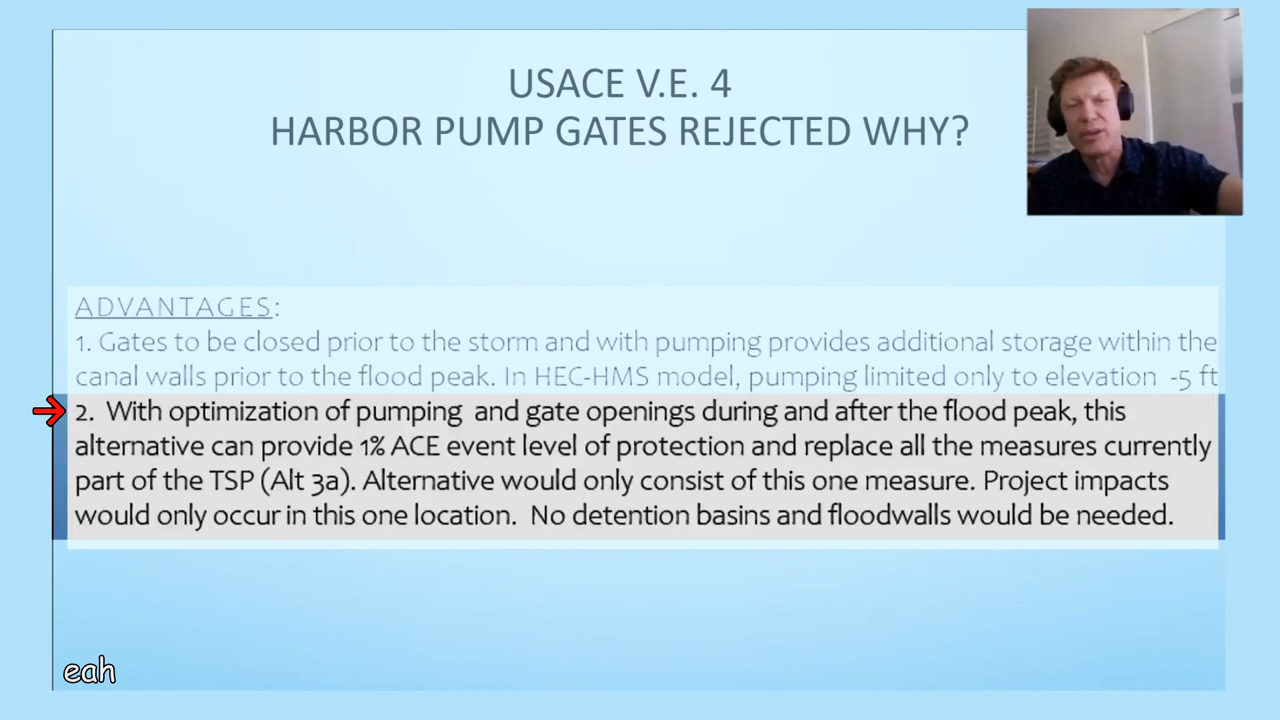 USACE V.E. 4
HARBOR PUMP GATES REJECTED WHY?
ADVANTAGES:
1. Gates to be closed prior to the storm and with pumping provides additional storage within the
canal walls prior to the flood peak. In HEC-HMS model, pumping limited only to elevation -5 ft
2. With optimization of pumping and gate openings during and after the flood peak, this
alternative can provide 1% ACE event level of protection and replace all the measures currently
part of the TSP (Alt 3a). Alternative would only consist of this one measure. Project impacts
would only occur in this one location. No detention basins and floodwalls would be needed.
eah